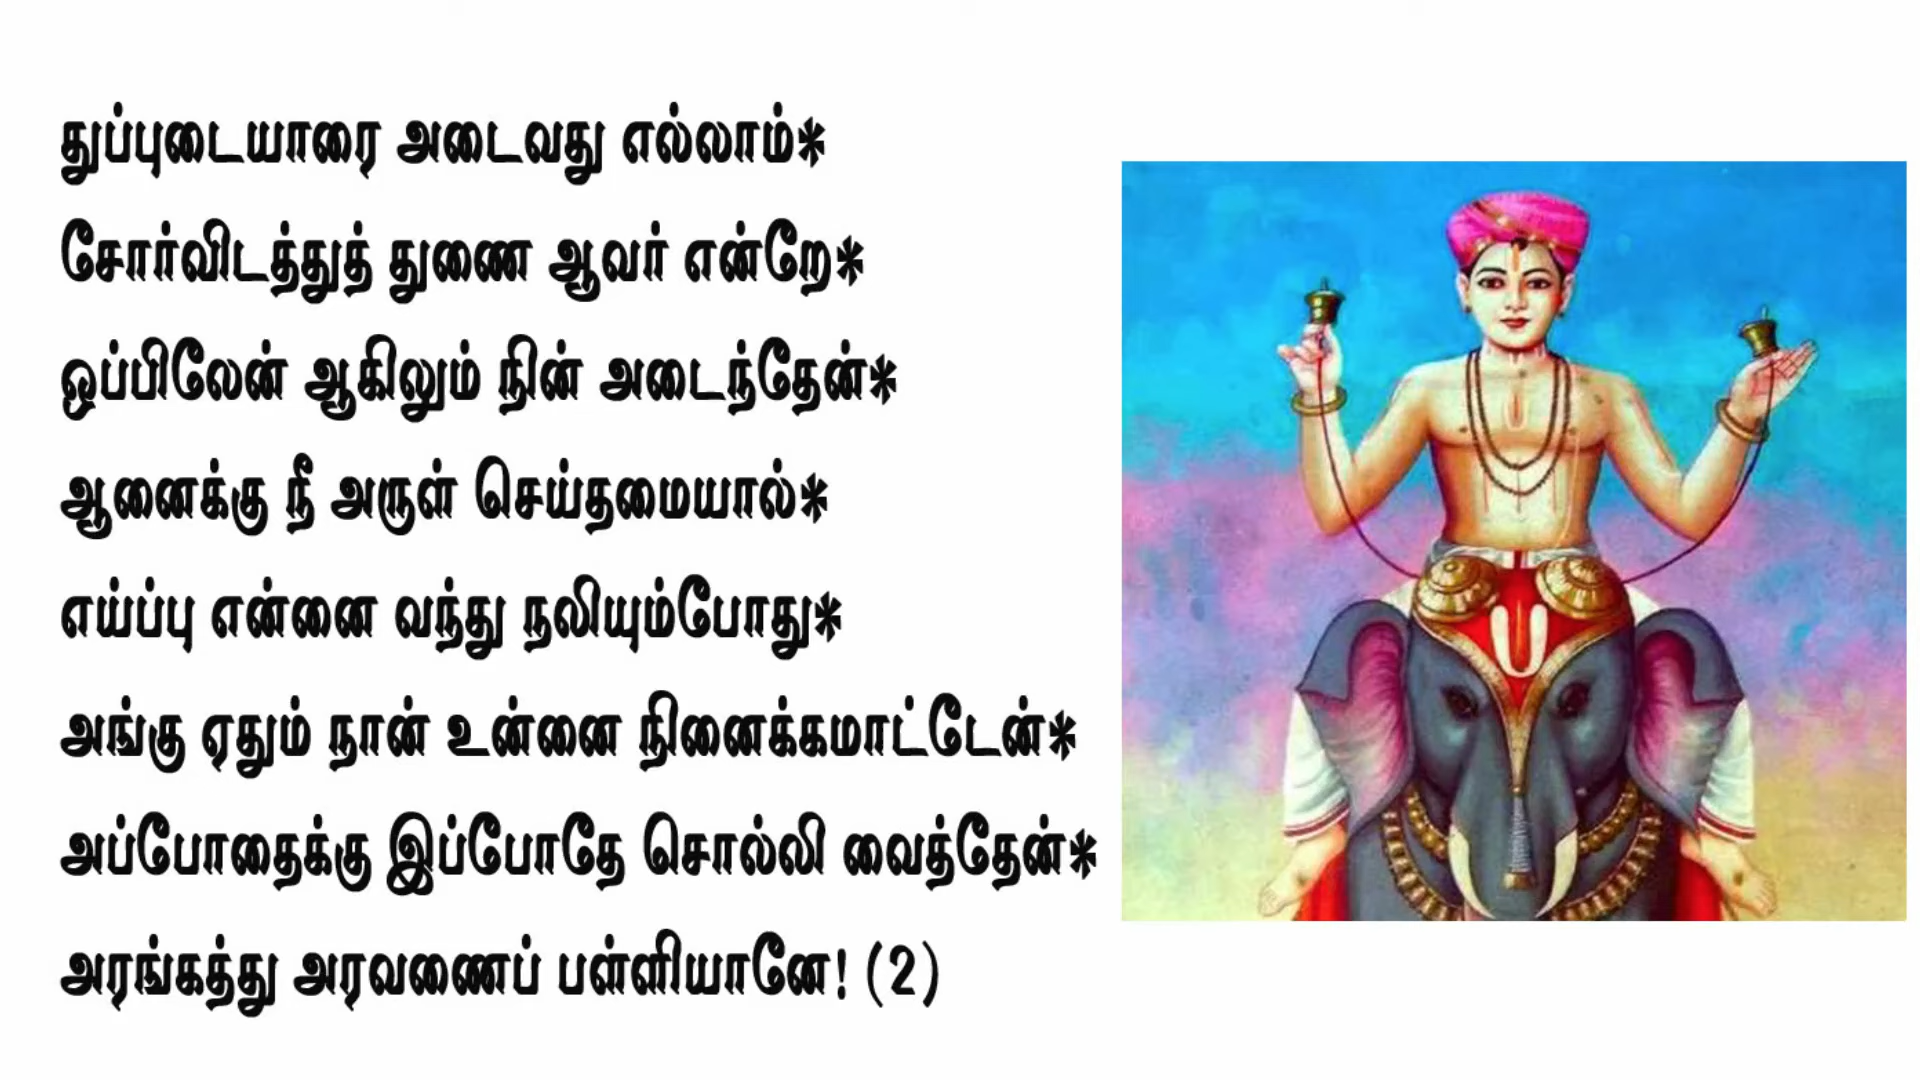 துப்புடையாரை அடைவது எல்லாம்*
சோர்விடத்துத் துணை ஆவர் என்றே*
ஒப்பிலேன் ஆகிலும் நின் அடைந்தேன்*
ஆனைக்கு நீ அருள் செய்தமையால்*
எய்ப்பு என்னை வந்து நலியும்போது*
அங்கு ஏதும் நான் உன்னை நினைக்கமாட்டேன்*
அப்போதைக்கு இப்போதே சொல்லி வைத்தேன்*
அரங்கத்து அரவணைப் பள்ளியானே! (2)